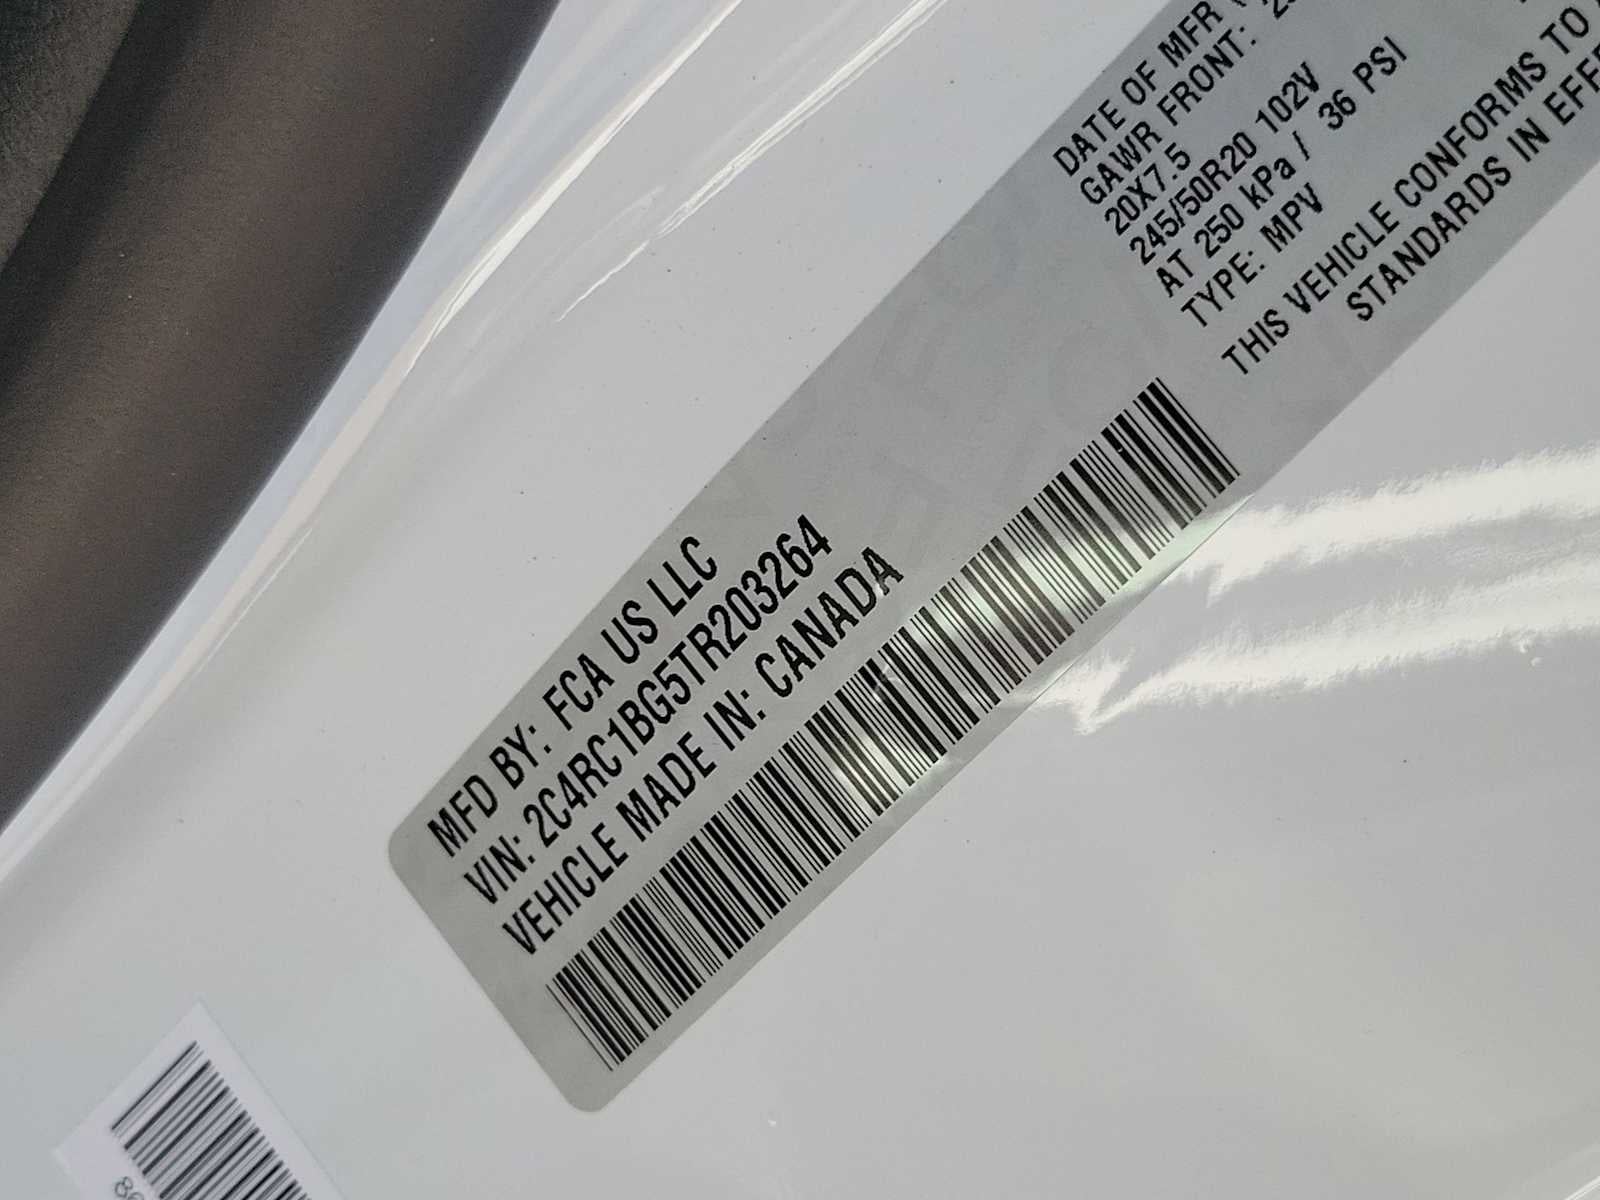 MFD BY: FCA US LLC
VIN: 2C4RC1BG5TR203264
VEHICLE MADE IN: CANADA
DATE OF MFR
GAWR FRONT:
20X7.5
245/50R20 102V
AT 250 kPa / 36 PSI
TYPE: MPV
THIS VEHICLE CONFORMS TO
STANDARDS IN